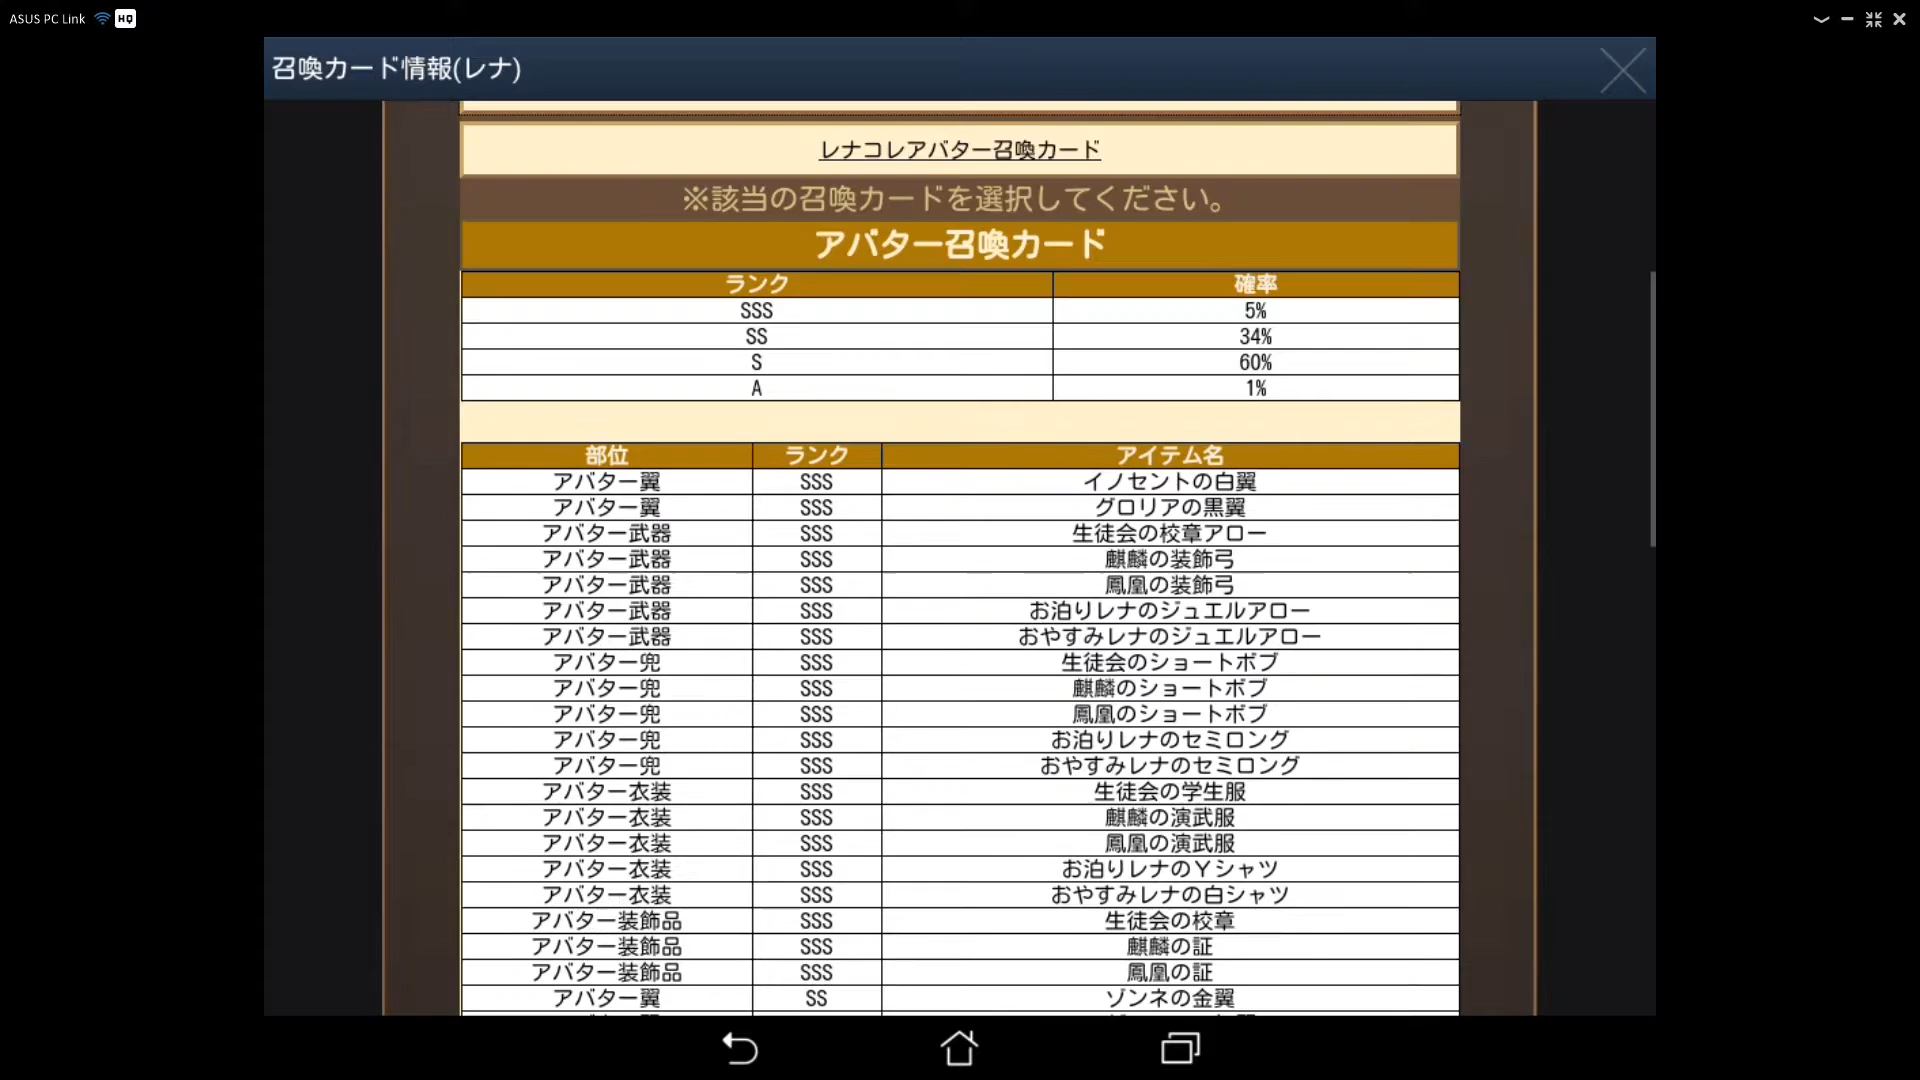 ASUS PC Link HQ
召喚カード情報(レナ)
レナコレアバター召喚カード
※該当の召喚カードを選択してください。
アバター召喚カード
ランク 確率
SSS 5%
SS 34%
S 60%
A 1%
部位 ランク アイテム名
アバター翼 SSS イノセントの白翼
アバター翼 SSS グロリアの黒翼
アバター武器 SSS 生徒会の校章アロー
アバター武器 SSS 麒麟の装飾弓
アバター武器 SSS 鳳凰の装飾弓
アバター武器 SSS お泊りレナのジュエルアロー
アバター武器 SSS おやすみレナのジュエルアロー
アバター兜 SSS 生徒会のショートボブ
アバター兜 SSS 麒麟のショートボブ
アバター兜 SSS 鳳凰のショートボブ
アバター兜 SSS お泊りレナのセミロング
アバター兜 SSS おやすみレナのセミロング
アバター衣装 SSS 生徒会の学生服
アバター衣装 SSS 麒麟の演武服
アバター衣装 SSS 鳳凰の演武服
アバター衣装 SSS お泊りレナのYシャツ
アバター衣装 SSS おやすみレナの白シャツ
アバター装飾品 SSS 生徒会の校章
アバター装飾品 SSS 麒麟の証
アバター装飾品 SSS 鳳凰の証
アバター翼 SS ゾンネの金翼